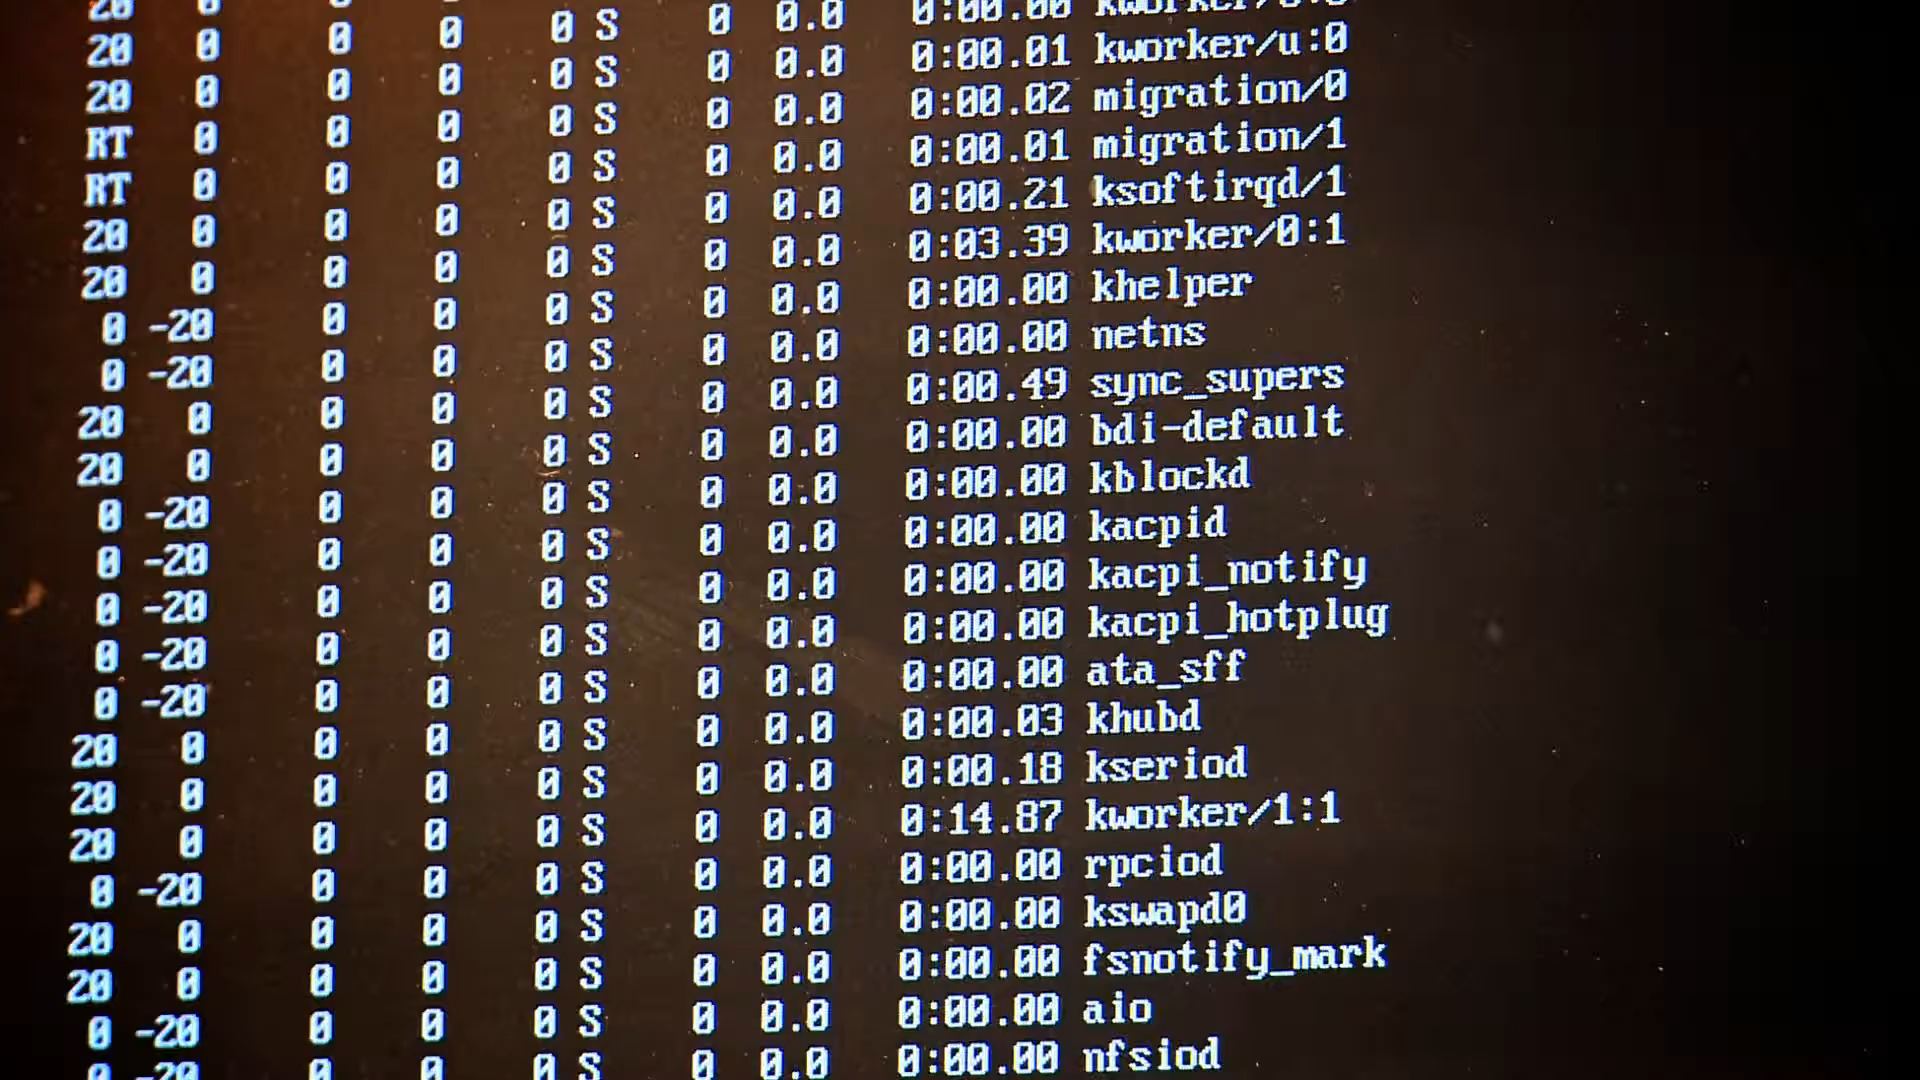 20 0 0
20 0 0 0 0 S 0 0.0 0:00.00
20 0 0 0 0 S 0 0.0 0:00.01 kworker/u:0
RT 0 0 0 0 S 0 0.0 0:00.02 migration/0
RT 0 0 0 0 S 0 0.0 0:00.01 migration/1
20 0 0 0 0 S 0 0.0 0:00.21 ksoftirqd/1
20 0 0 0 0 S 0 0.0 0:03.39 kworker/0:1
0 -20 0 0 0 S 0 0.0 0:00.00 khelper
0 -20 0 0 0 S 0 0.0 0:00.00 netns
20 0 0 0 0 S 0 0.0 0:00.49 sync_supers
20 0 0 0 0 S 0 0.0 0:00.00 bdi-default
0 -20 0 0 0 S 0 0.0 0:00.00 kblockd
0 -20 0 0 0 S 0 0.0 0:00.00 kacpid
0 -20 0 0 0 S 0 0.0 0:00.00 kacpi_notify
0 -20 0 0 0 S 0 0.0 0:00.00 kacpi_hotplug
0 -20 0 0 0 S 0 0.0 0:00.00 ata_sff
20 0 0 0 0 S 0 0.0 0:00.03 khubd
20 0 0 0 0 S 0 0.0 0:00.18 kseriod
20 0 0 0 0 S 0 0.0 0:14.87 kworker/1:1
0 -20 0 0 0 S 0 0.0 0:00.00 rpciod
20 0 0 0 0 S 0 0.0 0:00.00 kswapd0
20 0 0 0 0 S 0 0.0 0:00.00 fsnotify_mark
0 -20 0 0 0 S 0 0.0 0:00.00 aio
0 -20 0 0 0 S 0 0.0 0:00.00 nfsiod